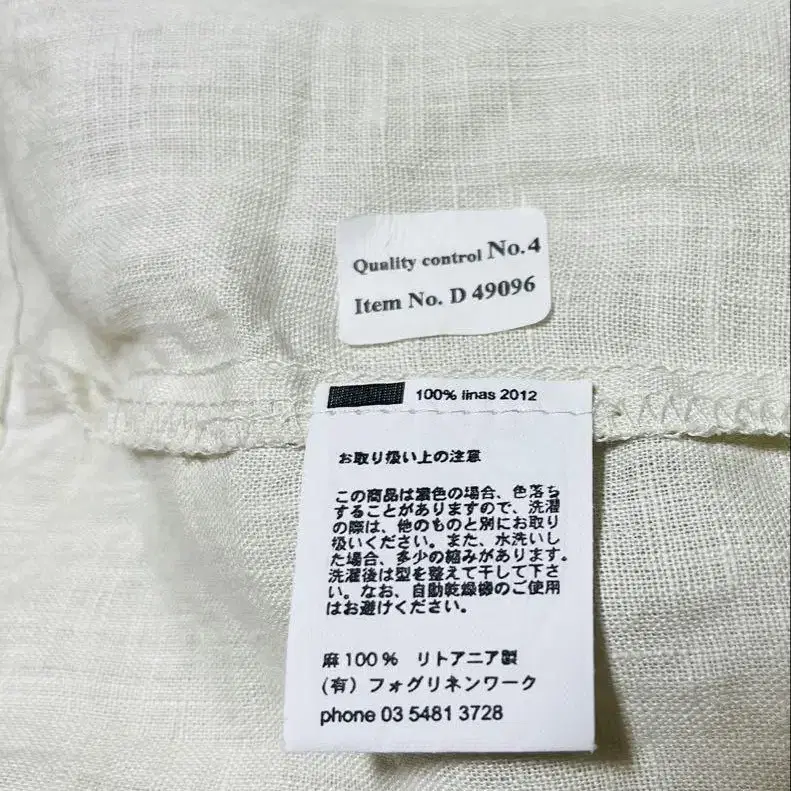 Quality control No.4
Item No. D 49096
100% linas 2012
お取り扱い上の注意
この商品は濃色の場合、色落ち
することがありますので、洗濯
の際は、他のものと別にお取り
扱いください。また、水洗いし
た場合、多少の縮みがあります。
洗濯後は型を整えて干して下さ
い。なお、自動乾燥機のご使用
はお避けください。
麻 100 % リトアニア製
(有) フォグリネンワーク
phone 03 5481 3728